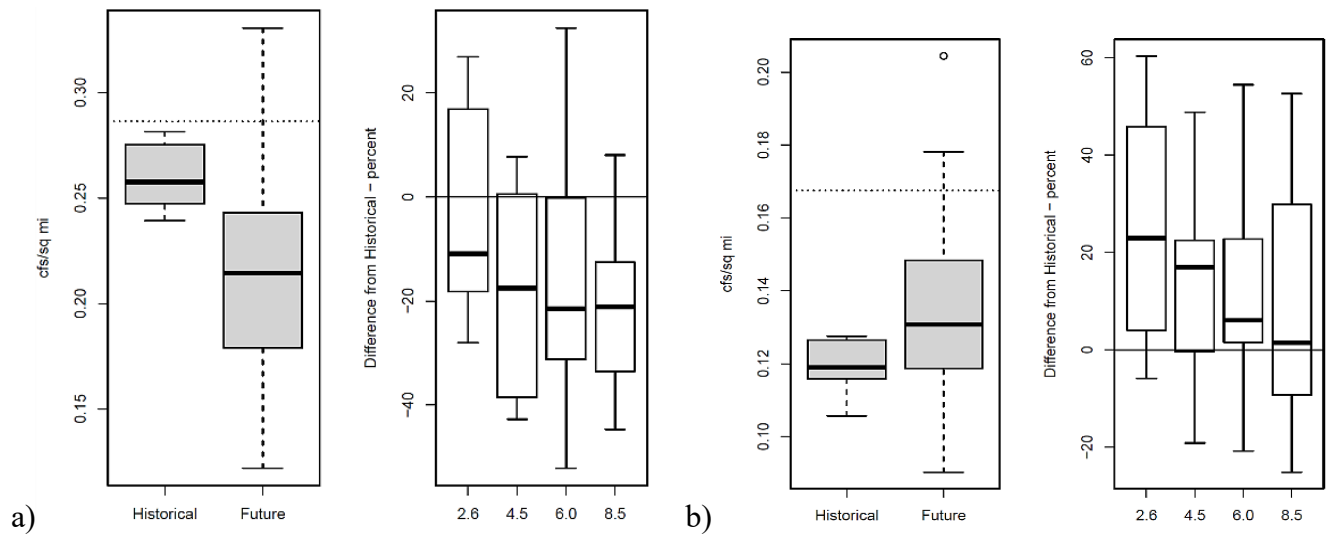 cfs/sq mi
0.30
0.25
0.20
0.15
Historical
Future
Difference from Historical − percent
20
0
−20
−40
2.6
4.5
6.0
8.5
a)
cfs/sq mi
0.20
0.18
0.16
0.14
0.12
0.10
Historical
Future
Difference from Historical − percent
60
40
20
0
−20
2.6
4.5
6.0
8.5
b)